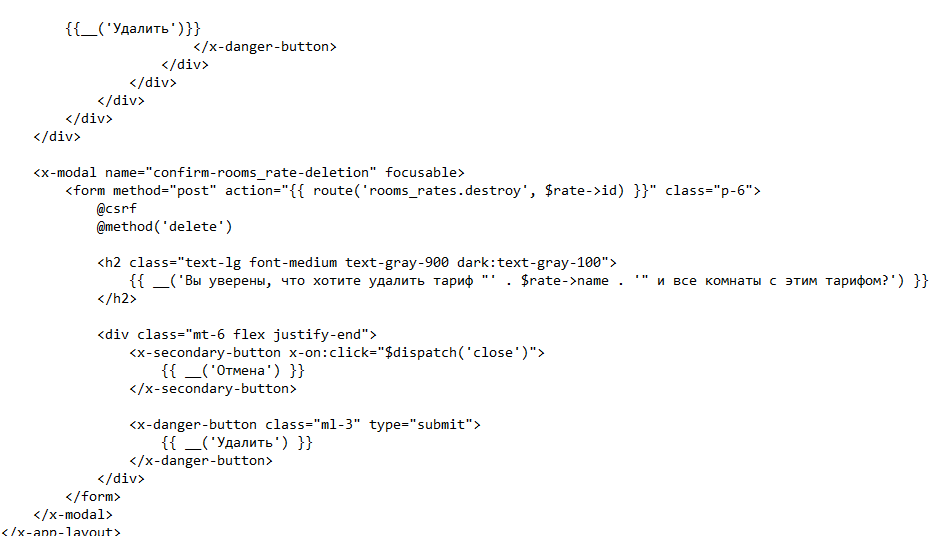 {{__('Удалить')}}
</x-danger-button>
</div>
</div>
</div>
</div>
</div>
<x-modal name="confirm-rooms_rate-deletion" focusable>
<form method="post" action="{{ route('rooms_rates.destroy', $rate->id) }}" class="p-6">
@csrf
@method('delete')
<h2 class="text-lg font-medium text-gray-900 dark:text-gray-100">
{{ __('Вы уверены, что хотите удалить тариф "' . $rate->name . '" и все комнаты с этим тарифом?') }}
</h2>
<div class="mt-6 flex justify-end">
<x-secondary-button x-on:click="$dispatch('close')">
{{ __('Отмена') }}
</x-secondary-button>
<x-danger-button class="ml-3" type="submit">
{{ __('Удалить') }}
</x-danger-button>
</div>
</form>
</x-modal>
</x-app-layout>